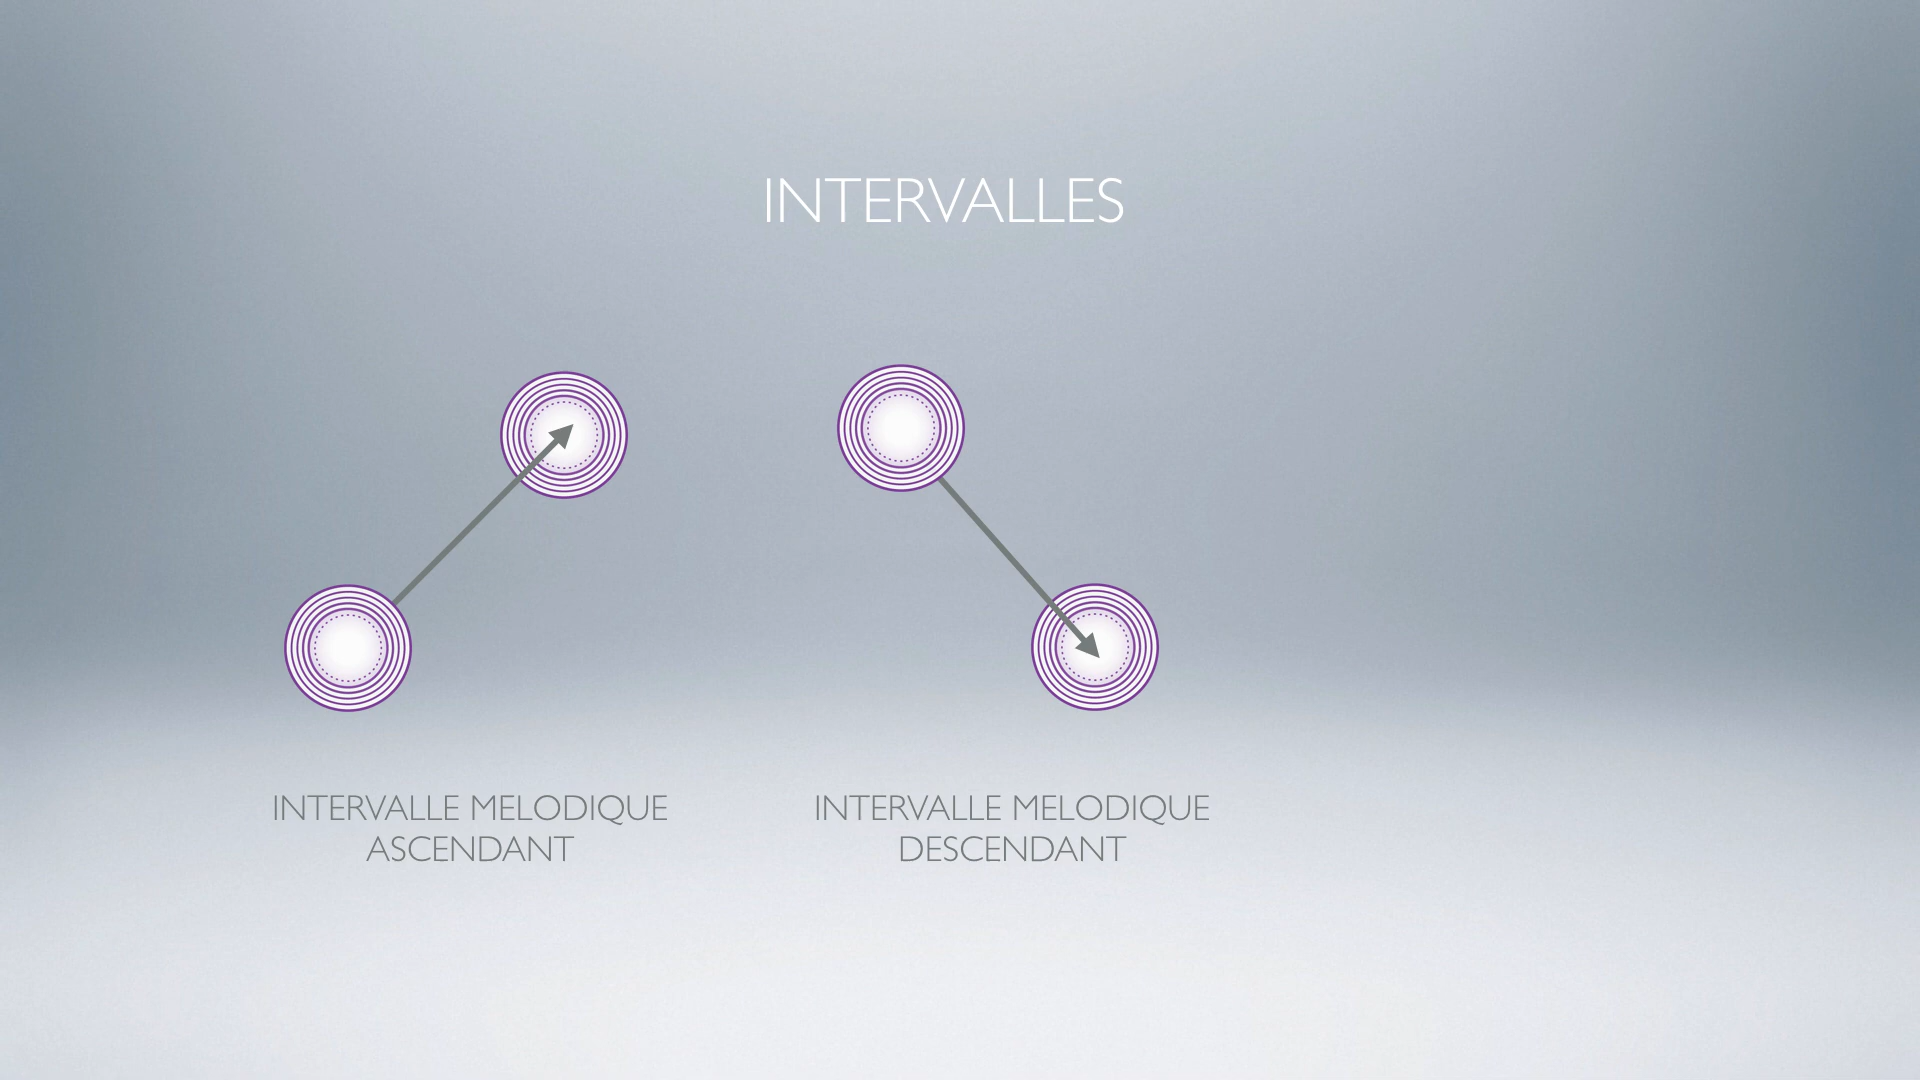 INTERVALLES
INTERVALLE MELODIQUE
ASCENDANT
INTERVALLE MELODIQUE
DESCENDANT